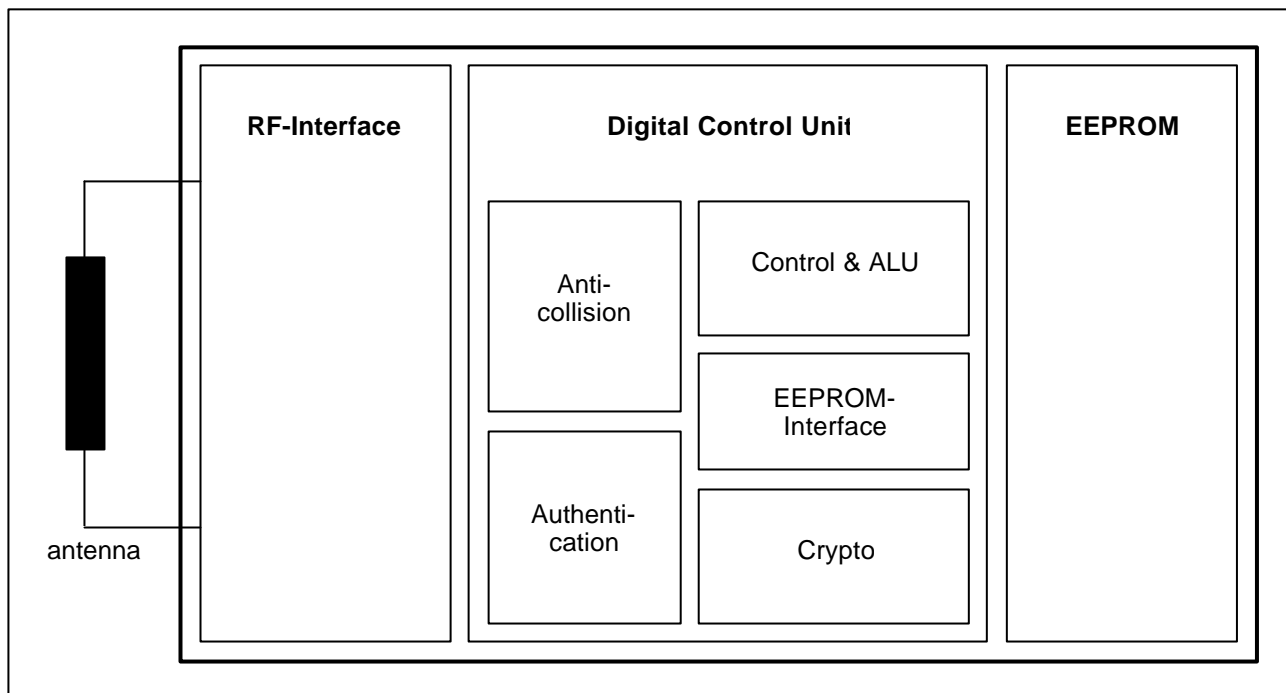 RF-Interface
Digital Control Unit
EEPROM
Anti-
collision
Control & ALU
EEPROM-
Interface
Authenti-
cation
Crypto
antenna